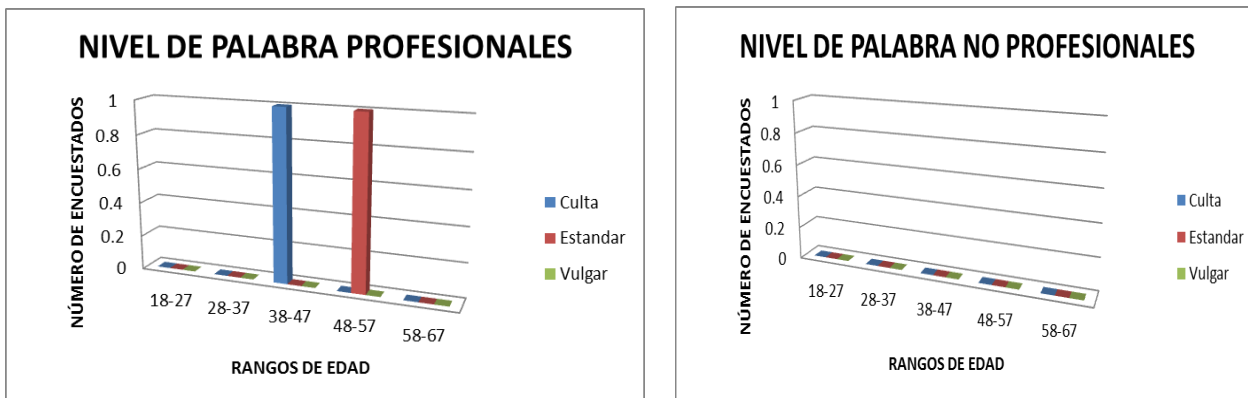 NIVEL DE PALABRA PROFESIONALES
NÚMERO DE ENCUESTADOS
1
0.8
0.6
0.4
0.2
0
18-27
28-37
38-47
48-57
58-67
RANGOS DE EDAD
Culta
Estandar
Vulgar
NIVEL DE PALABRA NO PROFESIONALES
NÚMERO DE ENCUESTADOS
1
0.8
0.6
0.4
0.2
0
18-27
28-37
38-47
48-57
58-67
RANGOS DE EDAD
Culta
Estandar
Vulgar